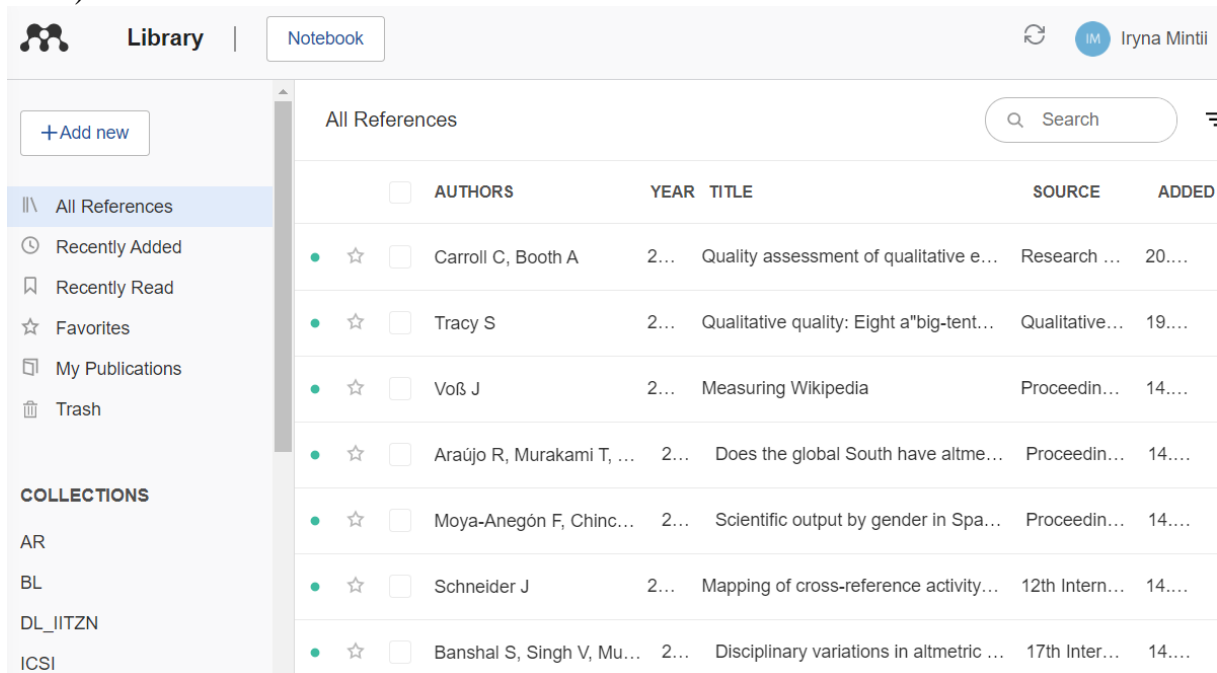 )
Library | Notebook IM Iryna Mintii
+Add new
All References
Recently Added
Recently Read
Favorites
My Publications
Trash
COLLECTIONS
AR
BL
DL_IITZN
ICSI
All References Search
AUTHORS YEAR TITLE SOURCE ADDED
Carroll C, Booth A 2... Quality assessment of qualitative e... Research ... 20....
Tracy S 2... Qualitative quality: Eight a"big-tent... Qualitative... 19....
Voß J 2... Measuring Wikipedia Proceedin... 14....
Araújo R, Murakami T, ... 2... Does the global South have altme... Proceedin... 14....
Moya-Anegón F, Chinc... 2... Scientific output by gender in Spa... Proceedin... 14....
Schneider J 2... Mapping of cross-reference activity... 12th Intern... 14....
Banshal S, Singh V, Mu... 2... Disciplinary variations in altmetric ... 17th Inter... 14....